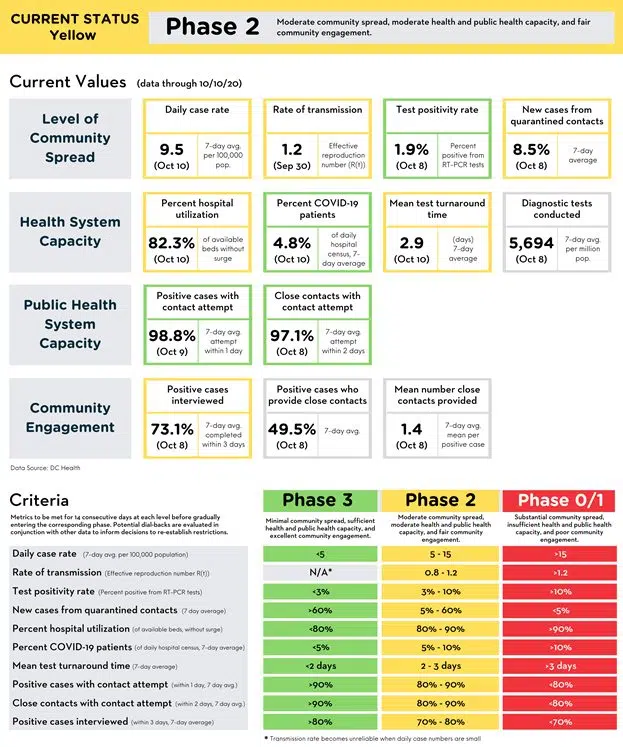 CURRENT STATUS
Yellow
Phase 2
Moderate community spread, moderate health and public health capacity, and fair
community engagement.
Current Values (data through 10/10/20)
Level of
Community
Spread
Daily case rate
9.5
(Oct 10)
7-day avg.
per 100,000
pop.
Rate of transmission
1.2
(Sep 30)
Effective
reproduction
number (R(t)).
Test positivity rate
1.9%
(Oct 8)
Percent
positive from
RT-PCR tests
New cases from
quarantined contacts
8.5%
(Oct 8)
7-day
average
Health System
Capacity
Percent hospital
utilization
82.3%
(Oct 10)
of available
beds without
surge
Percent COVID-19
patients
4.8%
(Oct 10)
of daily
hospital
census, 7-
day average
Mean test turnaround
time
2.9
(Oct 10)
(days)
7-day
average
Diagnostic tests
conducted
5,694
(Oct 8)
7-day avg.
per million
pop.
Public Health
System
Capacity
Positive cases with
contact attempt
98.8%
(Oct 9)
7-day avg.
attempt
within 1 day
Close contacts with
contact attempt
97.1%
(Oct 8)
7-day avg.
attempt
within 2 days
Community
Engagement
Positive cases
interviewed
73.1%
(Oct 8)
7-day avg.
completed
within 3 days
Positive cases who
provide close contacts
49.5%
(Oct 8)
7-day avg.
Mean number close
contacts provided
1.4
(Oct 8)
7-day avg.
mean per
positive case
Data Source: DC Health
Criteria
Metrics to be met for 14 consecutive days at each level before gradually
entering the corresponding phase. Potential dial-backs are evaluated in
conjunction with other data to inform decisions to re-establish restrictions.
Phase 3
Minimal community spread, sufficient
health and public health capacity, and
excellent community engagement.
Phase 2
Moderate community spread,
moderate health and public health
capacity, and fair community
engagement.
Phase 0/1
Substantial community spread,
insufficient health and public health
capacity, and poor community
engagement.
Daily case rate (7-day avg. per 100,000 population) <5 5 - 15 >15
Rate of transmission (Effective reproduction number R(t)) N/A* 0.8 - 1.2 >1.2
Test positivity rate (Percent positive from RT-PCR tests) <3% 3% - 10% >10%
New cases from quarantined contacts (7 day average) >60% 5% - 60% <5%
Percent hospital utilization (of available beds, without surge) <80% 80% - 90% >90%
Percent COVID-19 patients (of daily hospital census, 7-day average) <5% 5% - 10% >10%
Mean test turnaround time (7-day average) <2 days 2 - 3 days >3 days
Positive cases with contact attempt (within 1 day, 7 day avg.) >90% 80% - 90% <80%
Close contacts with contact attempt (within 2 days, 7 day avg.) >90% 80% - 90% <80%
Positive cases interviewed (within 3 days, 7-day average) >80% 70% - 80% <70%
* Transmission rate becomes unreliable when daily case numbers are small